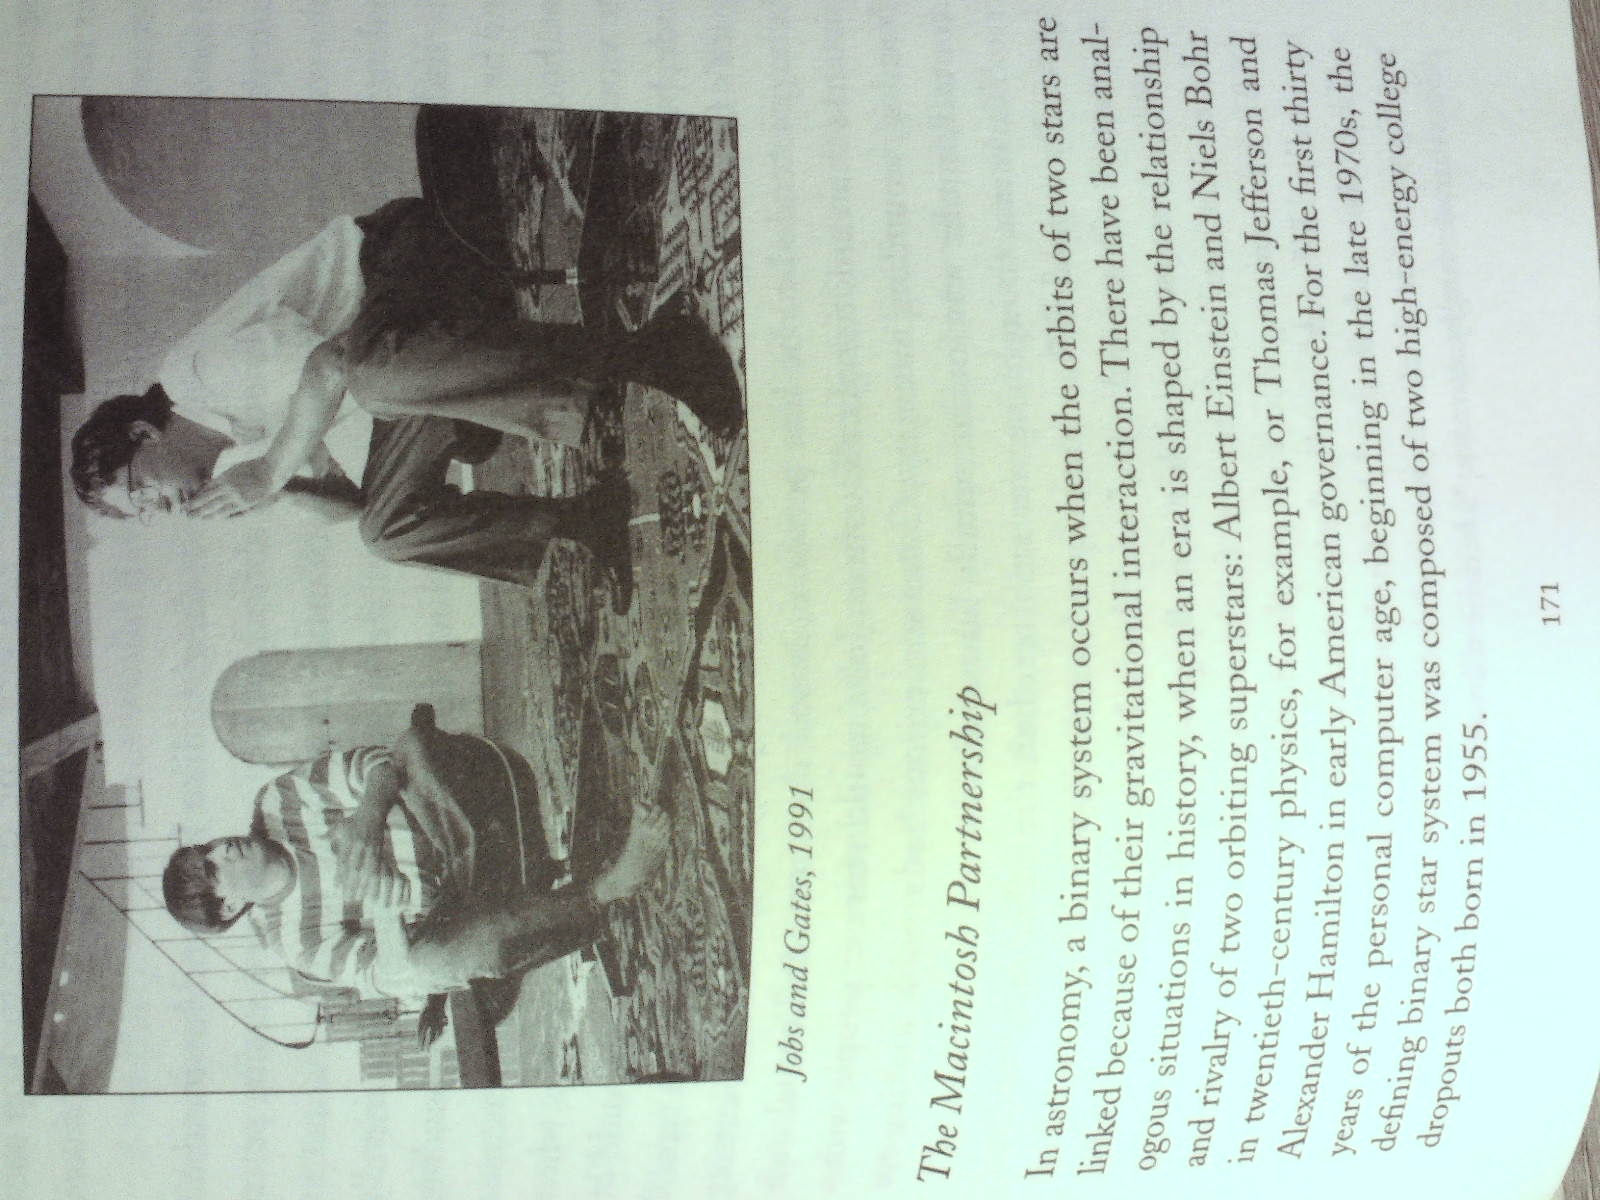 Jobs and Gates, 1991
The Macintosh Partnership
In astronomy, a binary system occurs when the orbits of two stars are
linked because of their gravitational interaction. There have been anal-
ogous situations in history, when an era is shaped by the relationship
and rivalry of two orbiting superstars: Albert Einstein and Niels Bohr
in twentieth-century physics, for example, or Thomas Jefferson and
Alexander Hamilton in early American governance. For the first thirty
years of the personal computer age, beginning in the late 1970s, the
defining binary star system was composed of two high-energy college
dropouts both born in 1955.
171